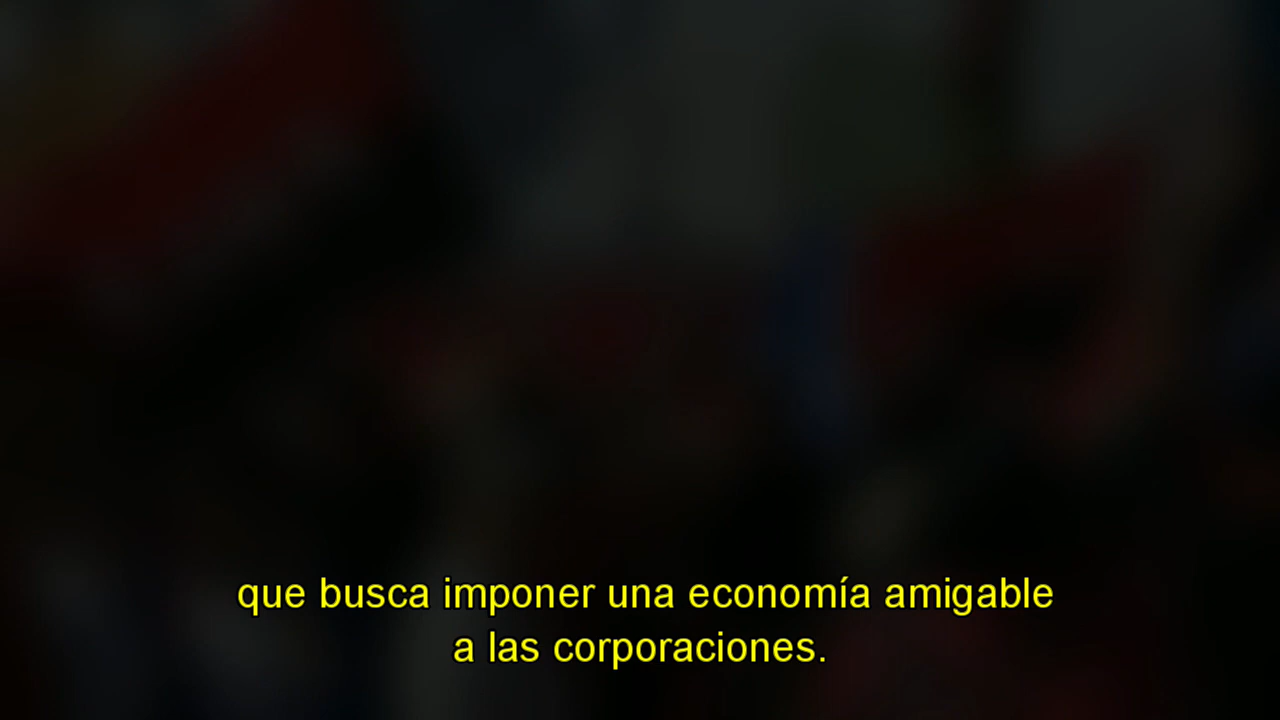 que busca imponer una economía amigable
a las corporaciones.